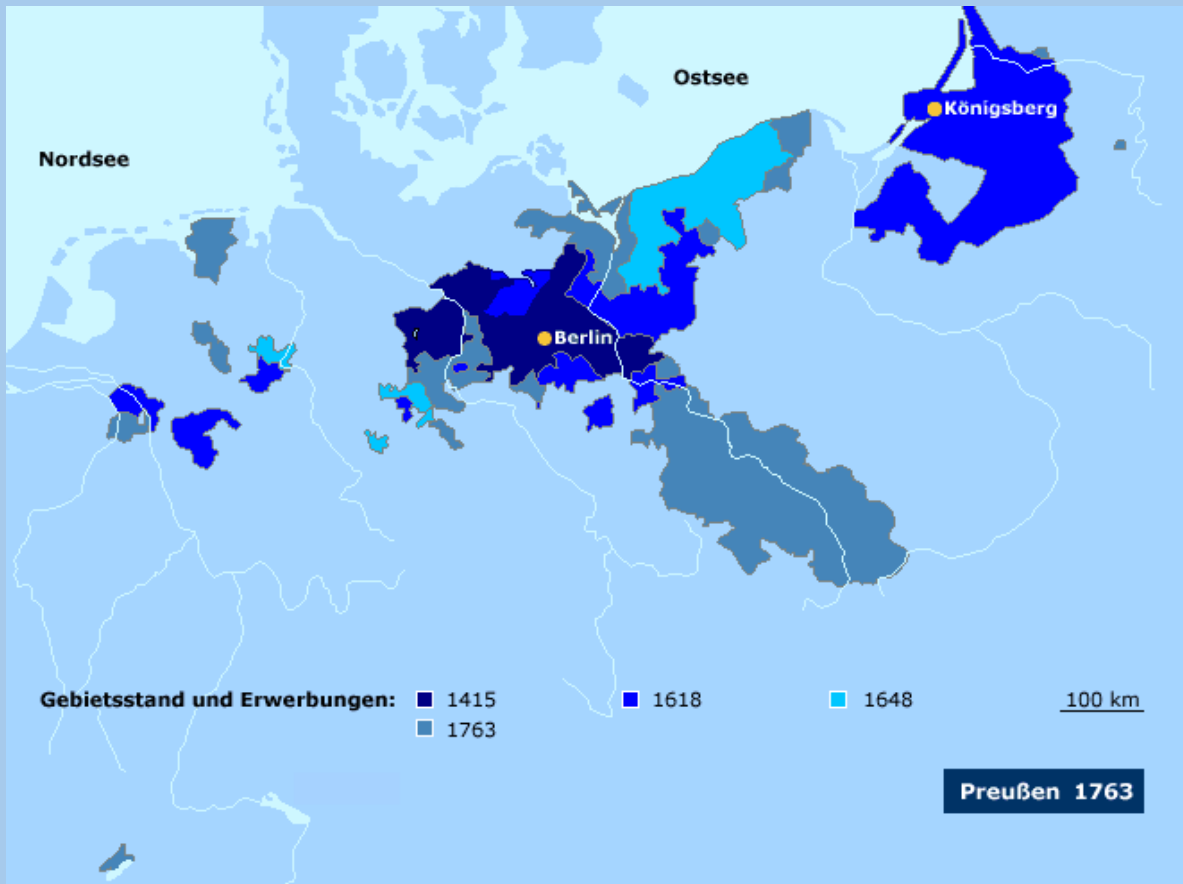 Ostsee
Königsberg
Nordsee
Berlin
Gebietsstand und Erwerbungen: 1415 1618 1648 100 km
1763
Preußen 1763